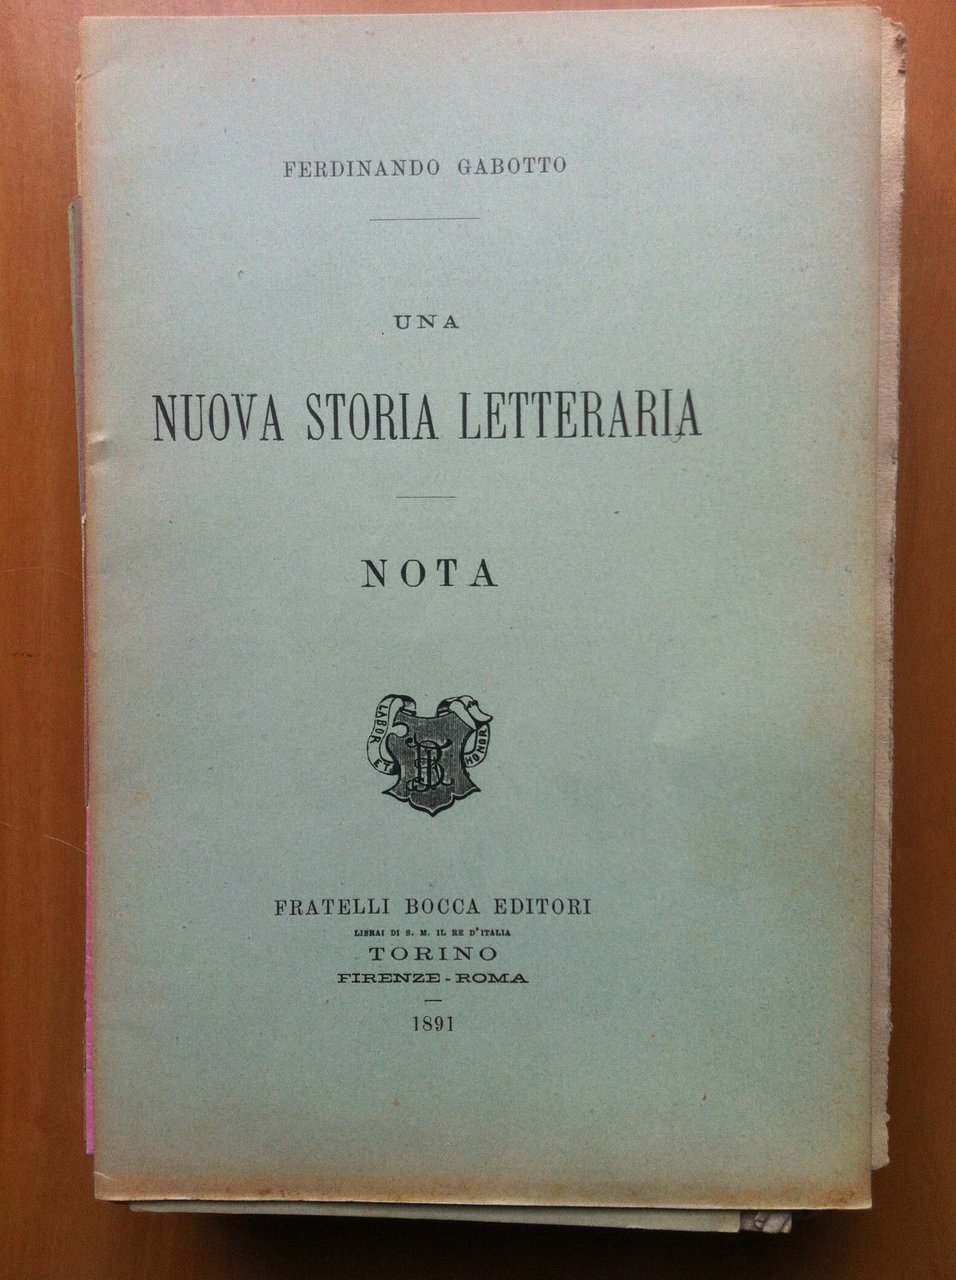 FERDINANDO GABOTTO
UNA
NUOVA STORIA LETTERARIA
NOTA
LABOR ET HONOR
FRATELLI BOCCA EDITORI
LIBRAI DI S. M. IL RE D'ITALIA
TORINO
FIRENZE - ROMA
1891